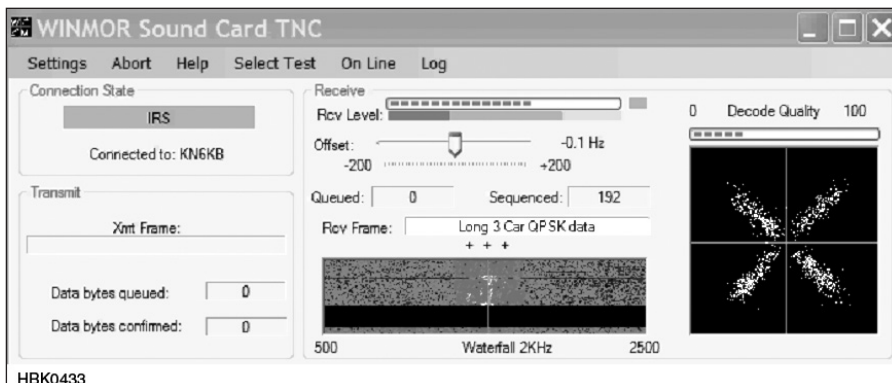 WINMOR Sound Card TNC
Settings Abort Help Select Test On Line Log
Connection State
IRS
Connected to: KN6KB
Transmit
Xmt Frame:
Data bytes queued: 0
Data bytes confirmed: 0
Receive
Rcv Level:
Offset: -0.1 Hz
-200 +200
Queued: 0 Sequenced: 192
Rcv Frame: Long 3 Car QPSK data
+ + +
500 Waterfall 2KHz 2500
0 Decode Quality 100
HBK0433